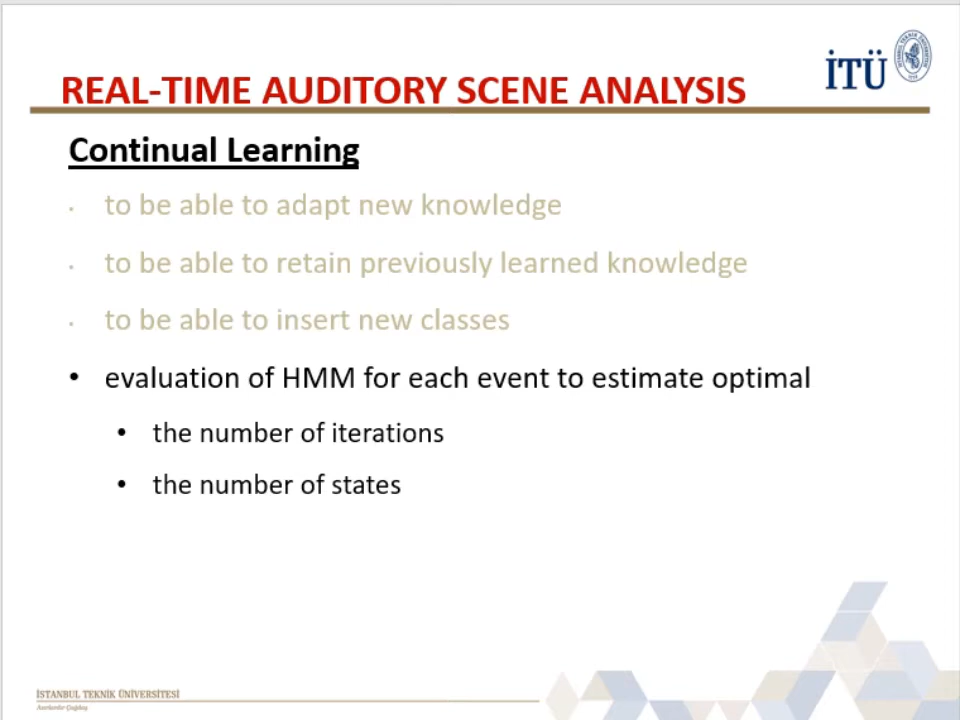 İTÜ
REAL-TIME AUDITORY SCENE ANALYSIS
Continual Learning
· to be able to adapt new knowledge
· to be able to retain previously learned knowledge
· to be able to insert new classes
• evaluation of HMM for each event to estimate optimal
• the number of iterations
• the number of states
İSTANBUL TEKNİK ÜNİVERSİTESİ